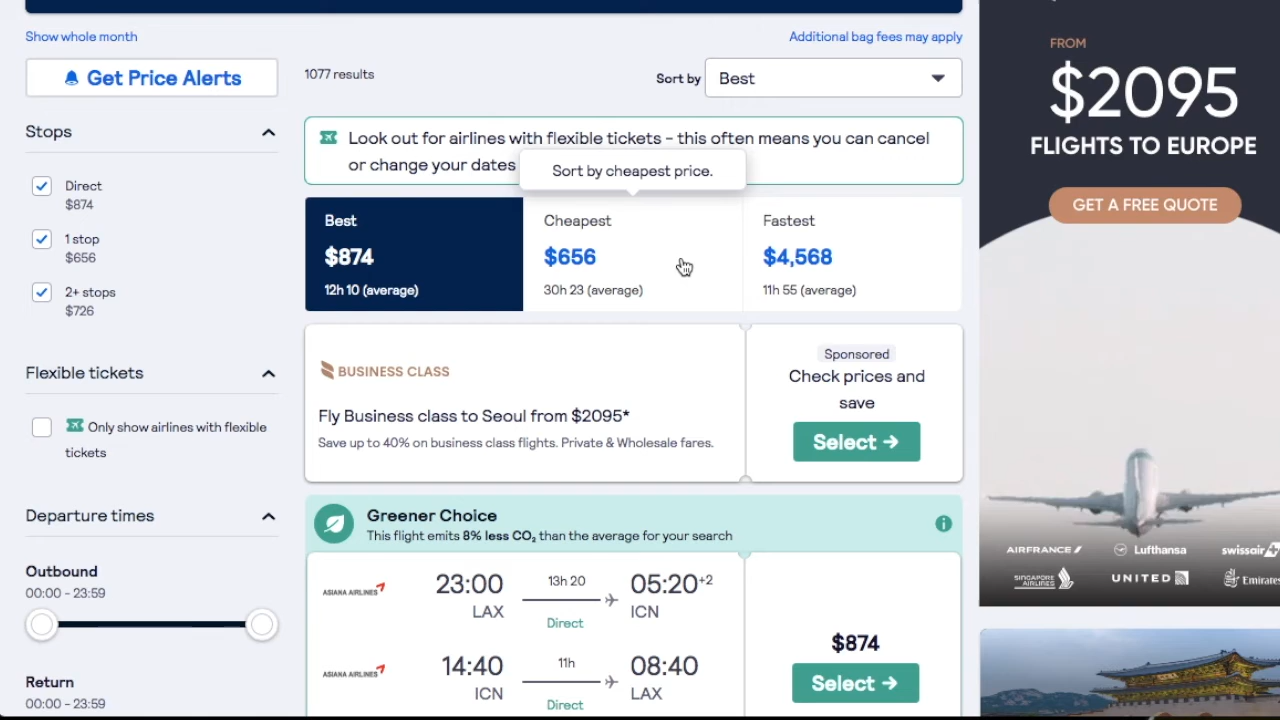 Show whole month
Additional bag fees may apply
Get Price Alerts
1077 results
Sort by
Best
Stops
Direct
$874
1 stop
$656
2+ stops
$726
Flexible tickets
Only show airlines with flexible
tickets
Departure times
Outbound
00:00 - 23:59
Return
00:00 - 23:59
Look out for airlines with flexible tickets - this often means you can cancel
or change your dates
Sort by cheapest price.
Best
$874
12h 10 (average)
Cheapest
$656
30h 23 (average)
Fastest
$4,568
11h 55 (average)
BUSINESS CLASS
Fly Business class to Seoul from $2095*
Save up to 40% on business class flights. Private & Wholesale fares.
Sponsored
Check prices and
save
Select →
Greener Choice
This flight emits 8% less CO₂ than the average for your search
ASIANA AIRLINES
23:00
LAX
13h 20
Direct
05:20+2
ICN
ASIANA AIRLINES
14:40
ICN
11h
Direct
08:40
LAX
$874
Select →
FROM
$2095
FLIGHTS TO EUROPE
GET A FREE QUOTE
AIRFRANCE
Lufthansa
swissair
SINGAPORE
AIRLINES
UNITED
Emirates